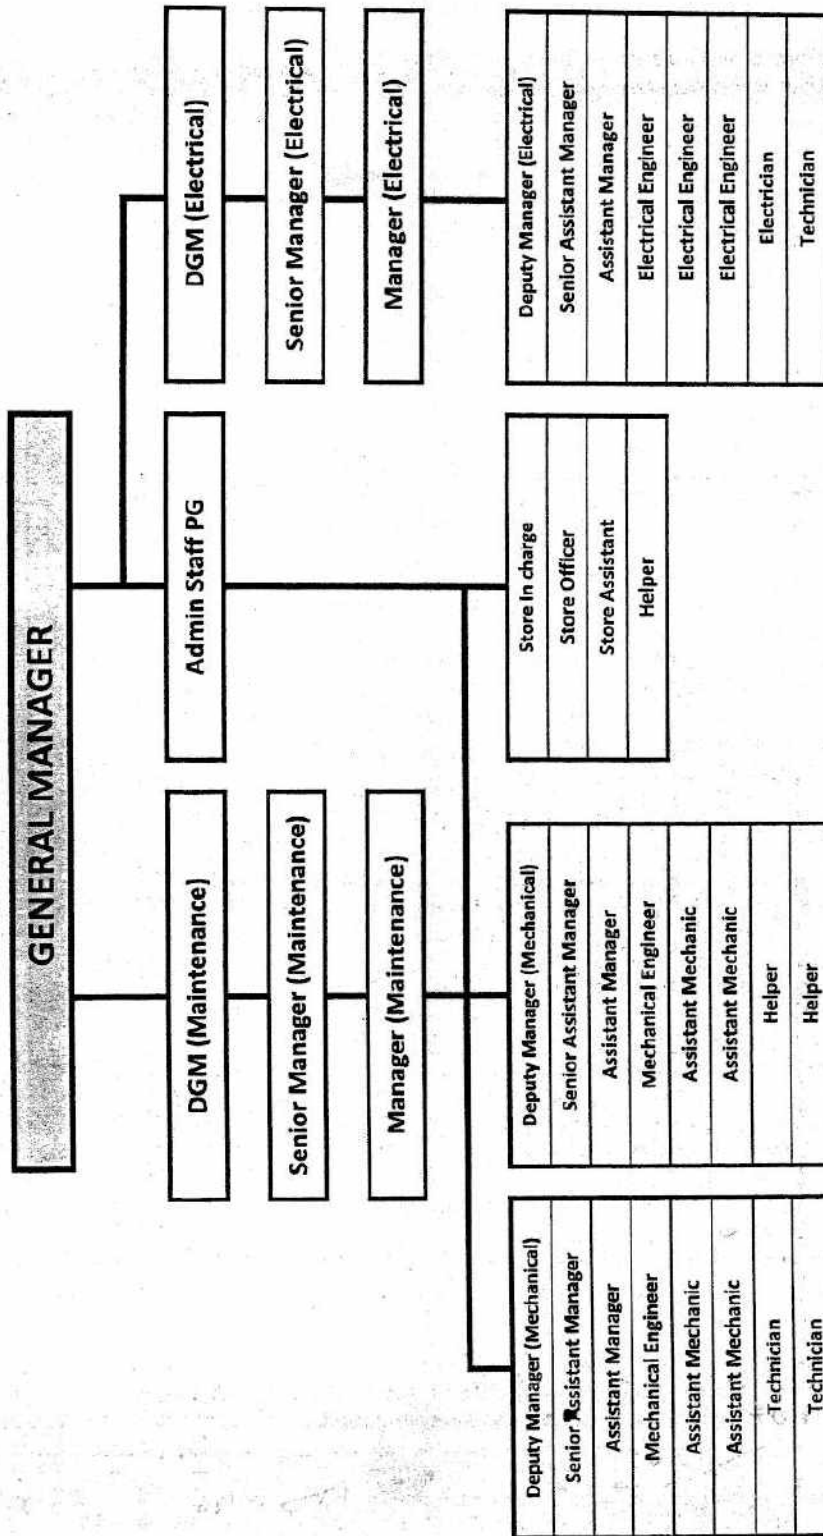 GENERAL MANAGER
DGM (Maintenance)
Admin Staff PG
DGM (Electrical)
Senior Manager (Maintenance)
Senior Manager (Electrical)
Manager (Maintenance)
Manager (Electrical)
Deputy Manager (Mechanical)
Senior Assistant Manager
Assistant Manager
Mechanical Engineer
Assistant Mechanic
Assistant Mechanic
Technician
Technician
Deputy Manager (Mechanical)
Senior Assistant Manager
Assistant Manager
Mechanical Engineer
Assistant Mechanic
Assistant Mechanic
Helper
Helper
Store In charge
Store Officer
Store Assistant
Helper
Deputy Manager (Electrical)
Senior Assistant Manager
Assistant Manager
Electrical Engineer
Electrical Engineer
Electrical Engineer
Electrician
Technician